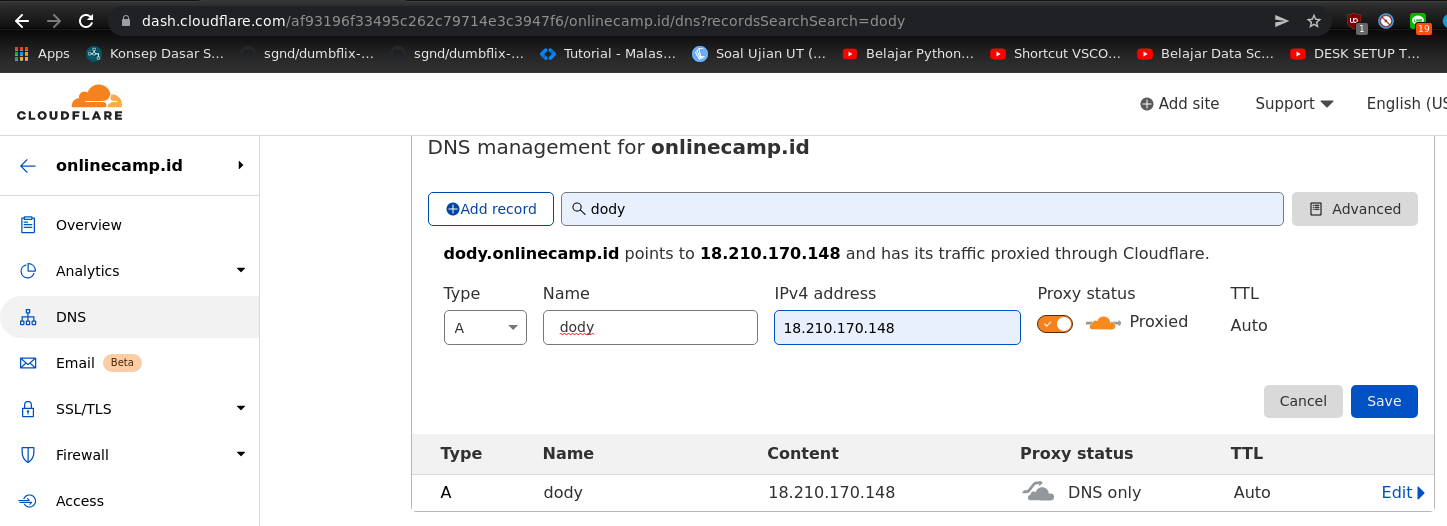 dash.cloudflare.com/af93196f33495c262c79714e3c3947f6/onlinecamp.id/dns?recordsSearchSearch=dody
1
19
Apps Konsep Dasar S... sgnd/dumbflix-... sgnd/dumbflix-... Tutorial - Malas... Soal Ujian UT (... Belajar Python... Shortcut VSCO... Belajar Data Sc... DESK SETUP T...
CLOUDFLARE
Add site Support English (US
onlinecamp.id
Overview
Analytics
DNS
Email Beta
SSL/TLS
Firewall
Access
DNS management for onlinecamp.id
Add record dody Advanced
dody.onlinecamp.id points to 18.210.170.148 and has its traffic proxied through Cloudflare.
Type Name IPv4 address Proxy status TTL
A dody 18.210.170.148 Proxied Auto
Cancel Save
Type Name Content Proxy status TTL
A dody 18.210.170.148 DNS only Auto Edit